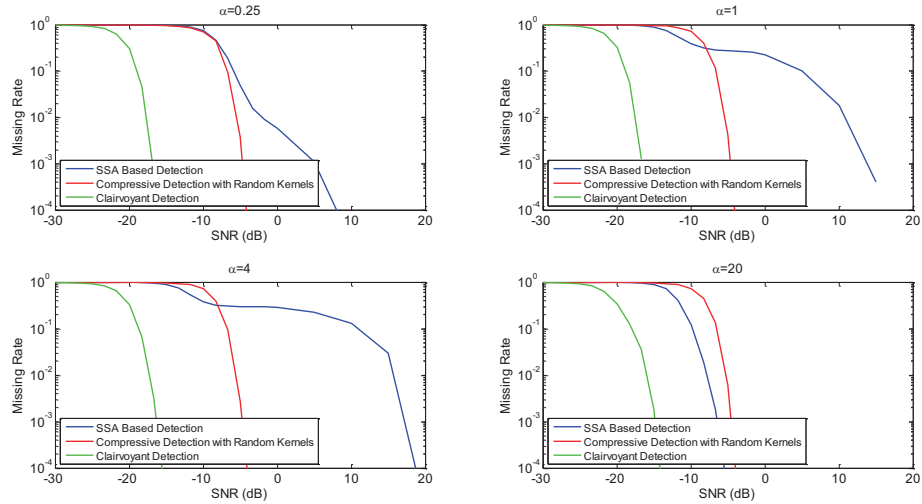 α=0.25
Missing Rate
10^0
10^-1
10^-2
10^-3
10^-4
SSA Based Detection
Compressive Detection with Random Kernels
Clairvoyant Detection
-30 -20 -10 0 10 20
SNR (dB)
α=1
Missing Rate
10^0
10^-1
10^-2
10^-3
10^-4
SSA Based Detection
Compressive Detection with Random Kernels
Clairvoyant Detection
-30 -20 -10 0 10 20
SNR (dB)
α=4
Missing Rate
10^0
10^-1
10^-2
10^-3
10^-4
SSA Based Detection
Compressive Detection with Random Kernels
Clairvoyant Detection
-30 -20 -10 0 10 20
SNR (dB)
α=20
Missing Rate
10^0
10^-1
10^-2
10^-3
10^-4
SSA Based Detection
Compressive Detection with Random Kernels
Clairvoyant Detection
-30 -20 -10 0 10 20
SNR (dB)